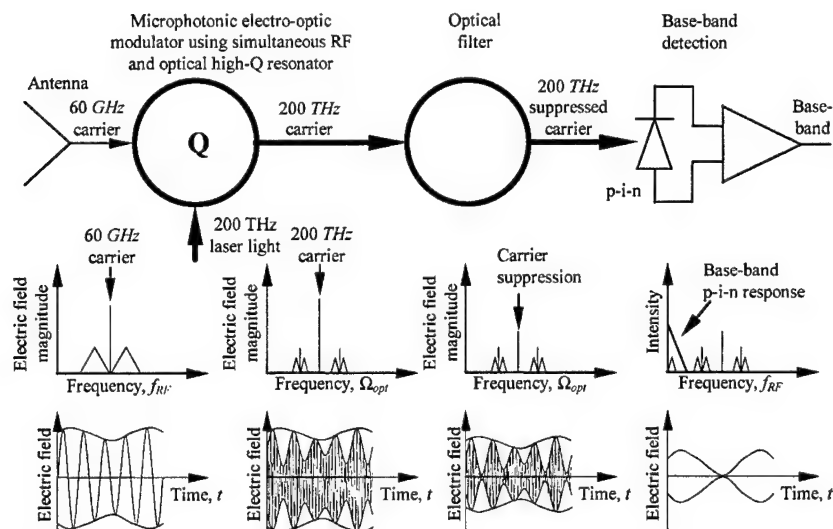 Microphotonic electro-optic
modulator using simultaneous RF
and optical high-Q resonator
Optical
filter
Base-band
detection
Antenna
60 GHz
carrier
Q
200 THz
carrier
200 THz
suppressed
carrier
Base-
band
p-i-n
200 THz
laser light
60 GHz
carrier
Electric field
magnitude
Frequency, fRF
200 THz
carrier
Electric field
magnitude
Frequency, Ωopt
Carrier
suppression
Electric field
magnitude
Frequency, Ωopt
Base-band
p-i-n response
Intensity
Frequency, fRF
Electric field
Time, t
Electric field
Time, t
Electric field
Time, t
Electric field
Time, t